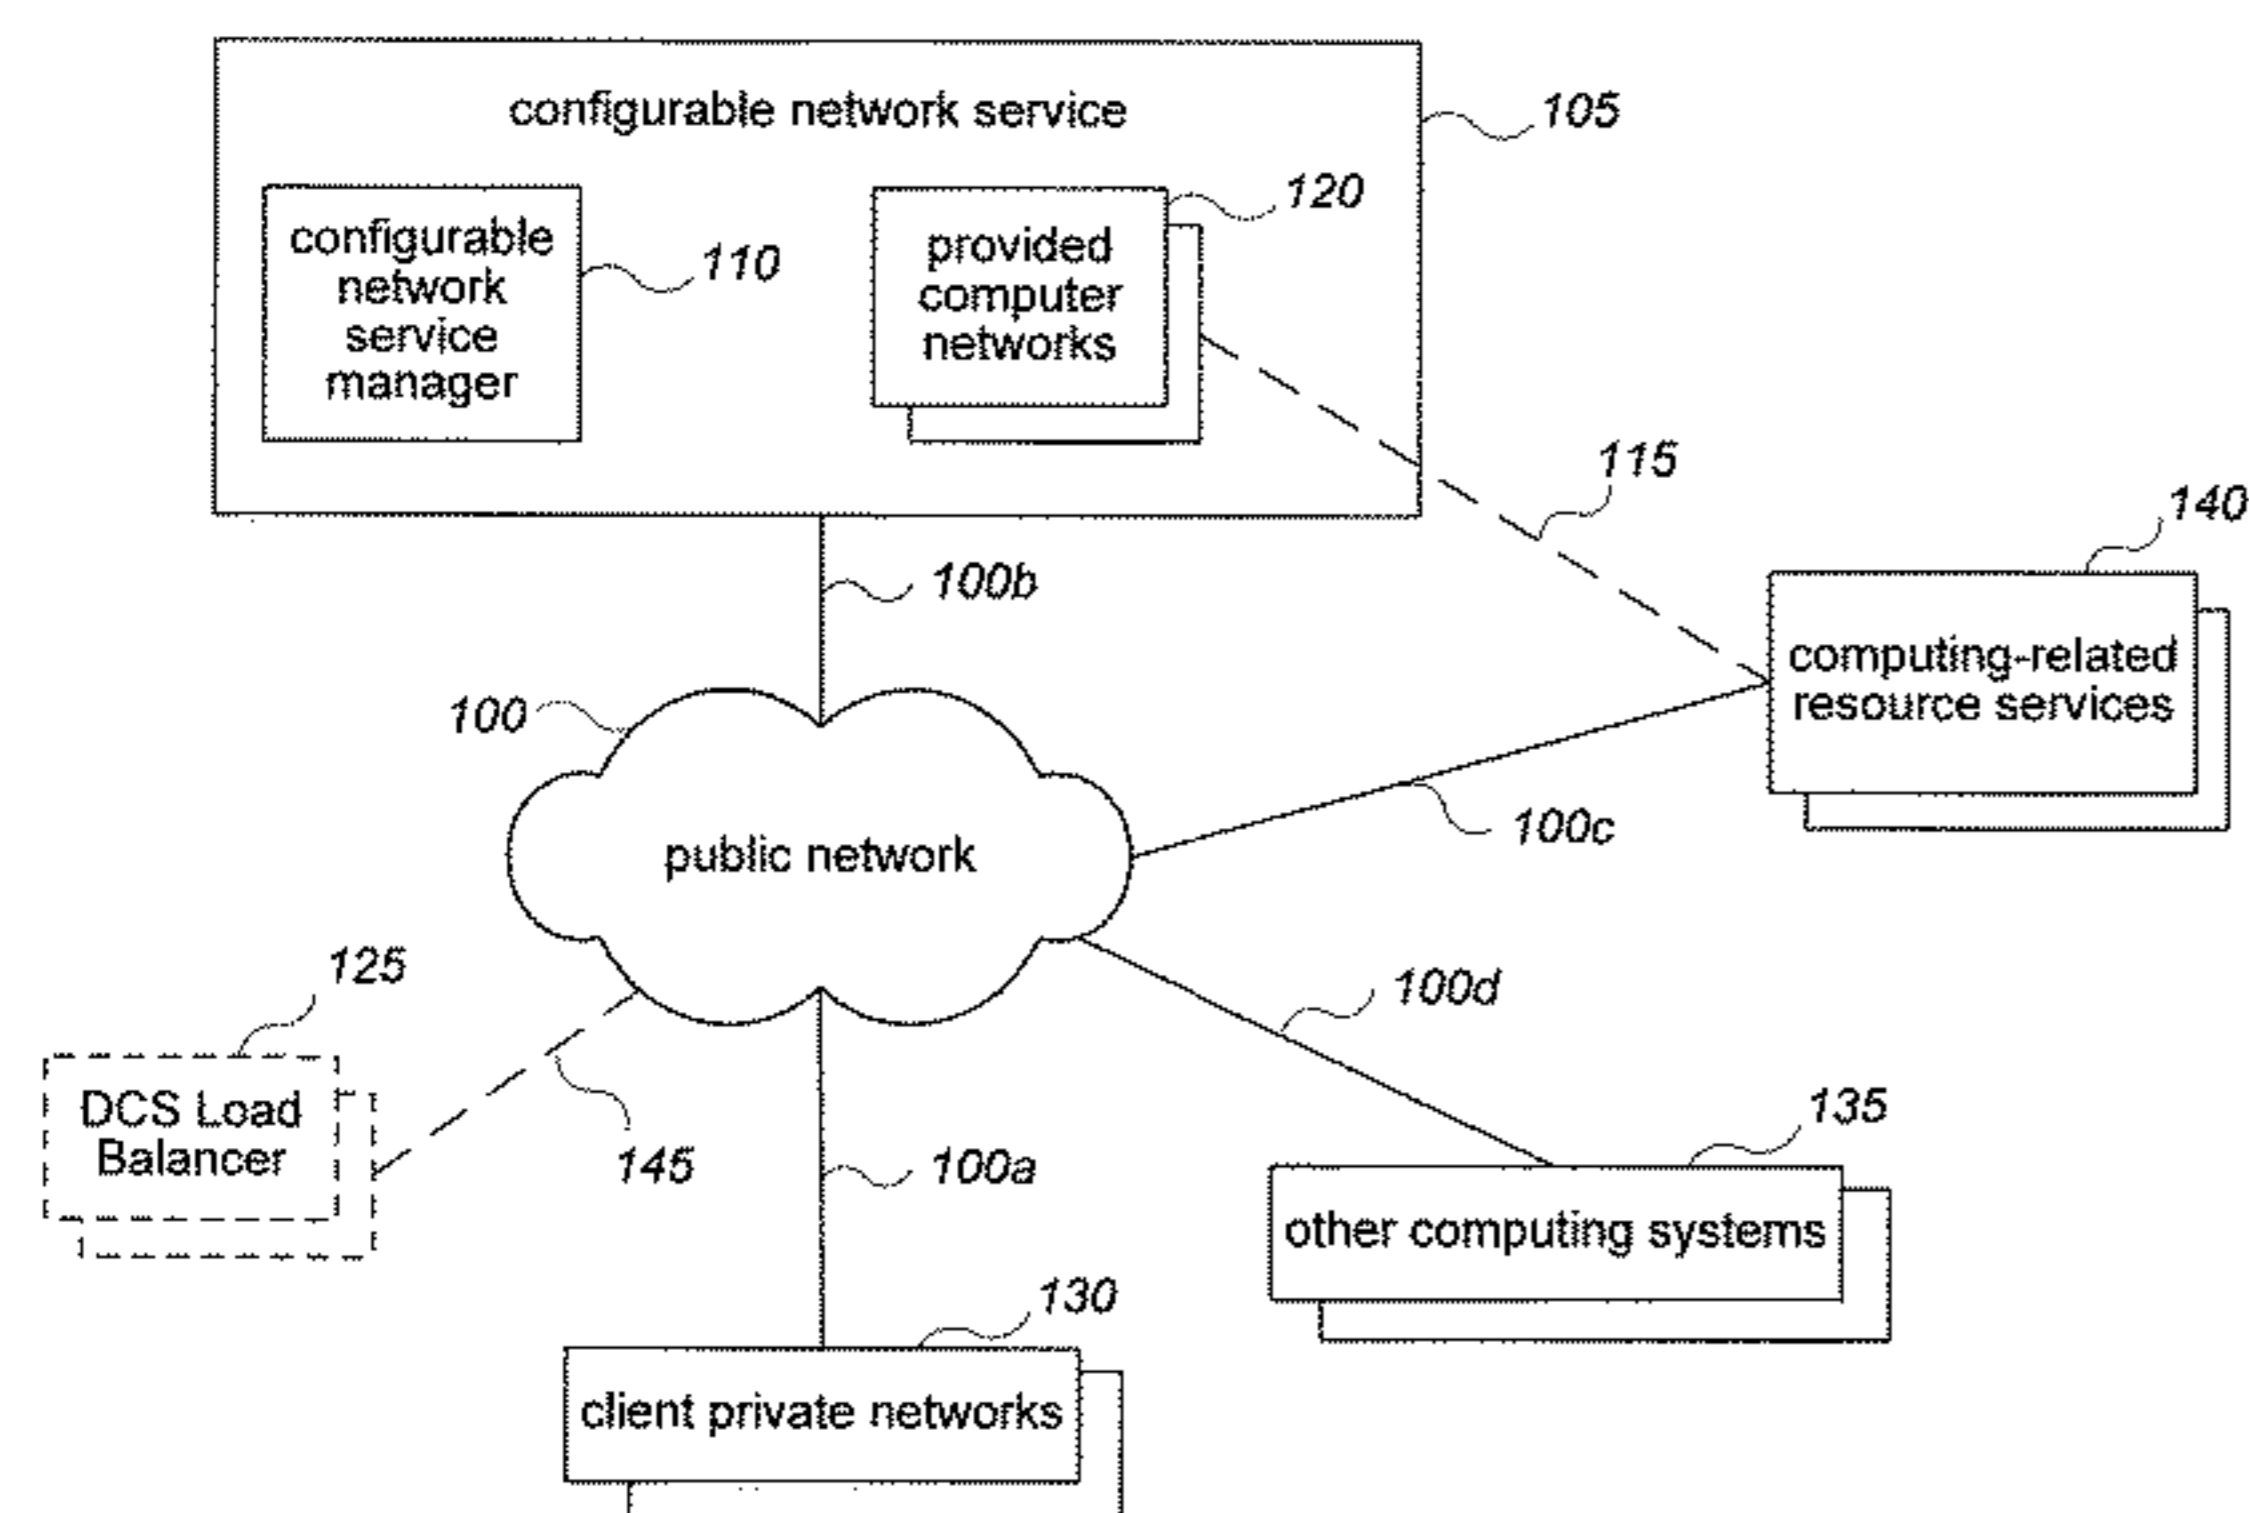 configurable network service
105
120
configurable
network
service
manager
110
provided
computer
networks
115
140
100b
computing-related
resource services
100
public network
100c
125
100d
DCS Load
Balancer
145
100a
135
other computing systems
130
client private networks